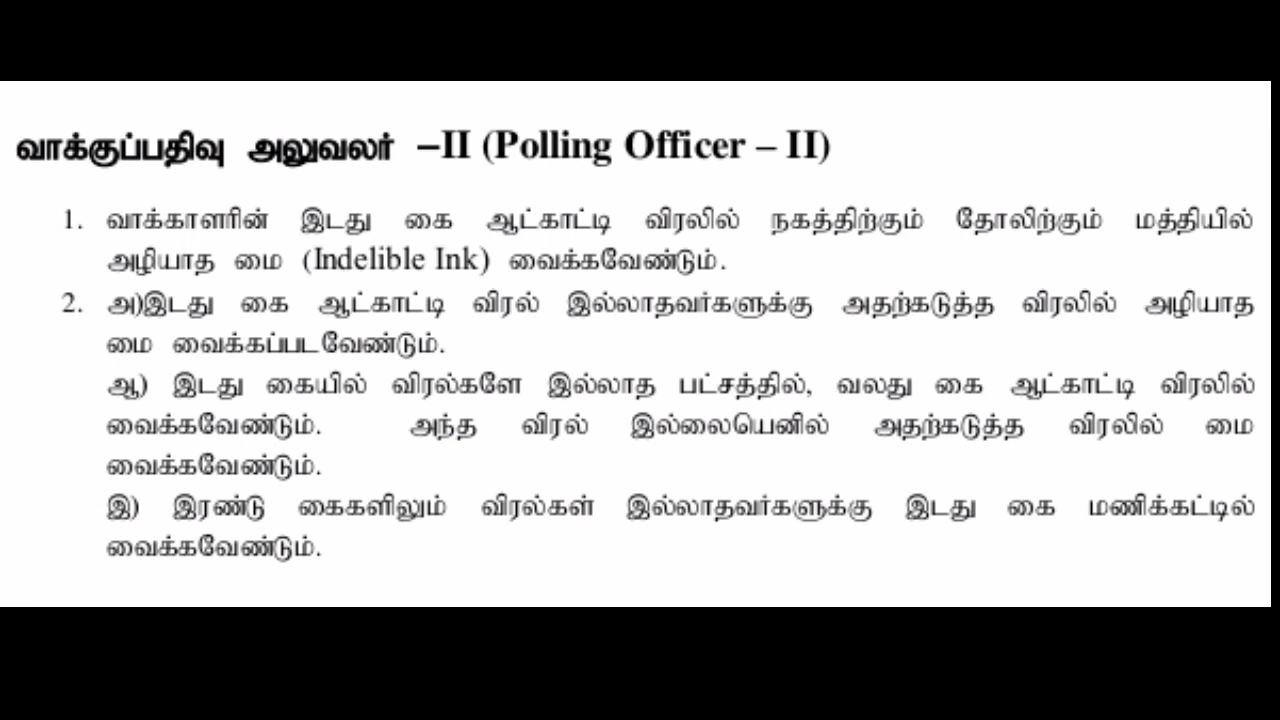 வாக்குப்பதிவு அலுவலர் –II (Polling Officer – II)
1. வாக்காளரின் இடது கை ஆட்காட்டி விரலில் நகத்திற்கும் தோலிற்கும் மத்தியில்
அழியாத மை (Indelible Ink) வைக்கவேண்டும்.
2. அ)இடது கை ஆட்காட்டி விரல் இல்லாதவர்களுக்கு அதற்கடுத்த விரலில் அழியாத
மை வைக்கப்படவேண்டும்.
ஆ) இடது கையில் விரல்களே இல்லாத பட்சத்தில், வலது கை ஆட்காட்டி விரலில்
வைக்கவேண்டும். அந்த விரல் இல்லையெனில் அதற்கடுத்த விரலில் மை
வைக்கவேண்டும்.
இ) இரண்டு கைகளிலும் விரல்கள் இல்லாதவர்களுக்கு இடது கை மணிக்கட்டில்
வைக்கவேண்டும்.